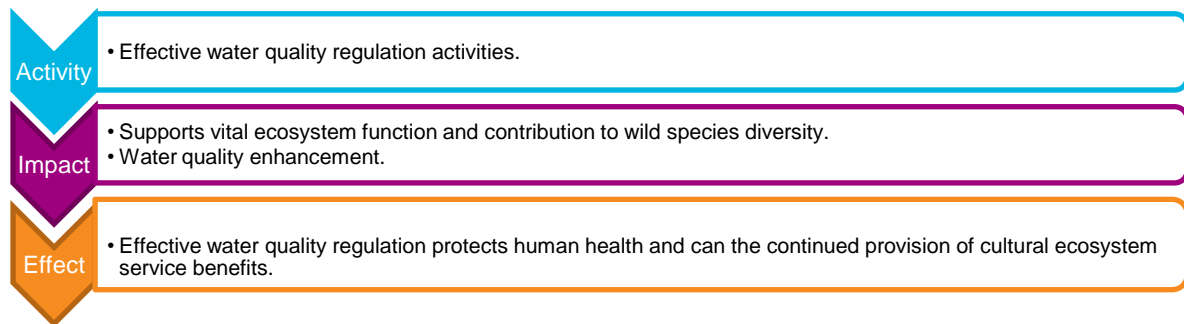 Activity
• Effective water quality regulation activities.
Impact
• Supports vital ecosystem function and contribution to wild species diversity.
• Water quality enhancement.
Effect
• Effective water quality regulation protects human health and can the continued provision of cultural ecosystem
service benefits.